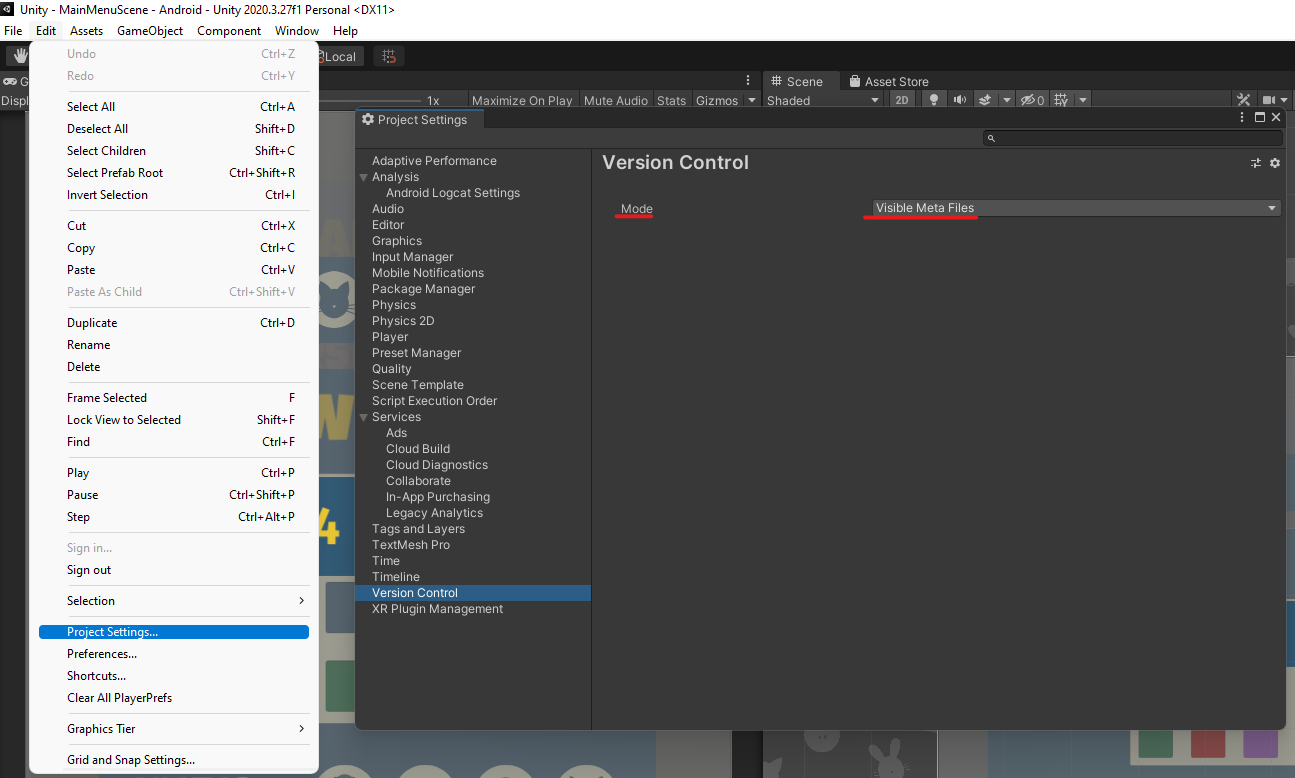 Unity - MainMenuScene - Android - Unity 2020.3.27f1 Personal <DX11>
File Edit Assets GameObject Component Window Help
Undo Ctrl+Z
Redo Ctrl+Y
Select All Ctrl+A
Deselect All Shift+D
Select Children Shift+C
Select Prefab Root Ctrl+Shift+R
Invert Selection Ctrl+I
Cut Ctrl+X
Copy Ctrl+C
Paste Ctrl+V
Paste As Child Ctrl+Shift+V
Duplicate Ctrl+D
Rename
Delete
Frame Selected F
Lock View to Selected Shift+F
Find Ctrl+F
Play Ctrl+P
Pause Ctrl+Shift+P
Step Ctrl+Alt+P
Sign in...
Sign out
Selection
Project Settings...
Preferences...
Shortcuts...
Clear All PlayerPrefs
Graphics Tier
Grid and Snap Settings...
Local
G
Displ
1x Maximize On Play Mute Audio Stats Gizmos
Scene Asset Store
Shaded 2D 0
W
4
Project Settings
Adaptive Performance
Analysis
Android Logcat Settings
Audio
Editor
Graphics
Input Manager
Mobile Notifications
Package Manager
Physics
Physics 2D
Player
Preset Manager
Quality
Scene Template
Script Execution Order
Services
Ads
Cloud Build
Cloud Diagnostics
Collaborate
In-App Purchasing
Legacy Analytics
Tags and Layers
TextMesh Pro
Time
Timeline
Version Control
XR Plugin Management
Version Control
Mode Visible Meta Files